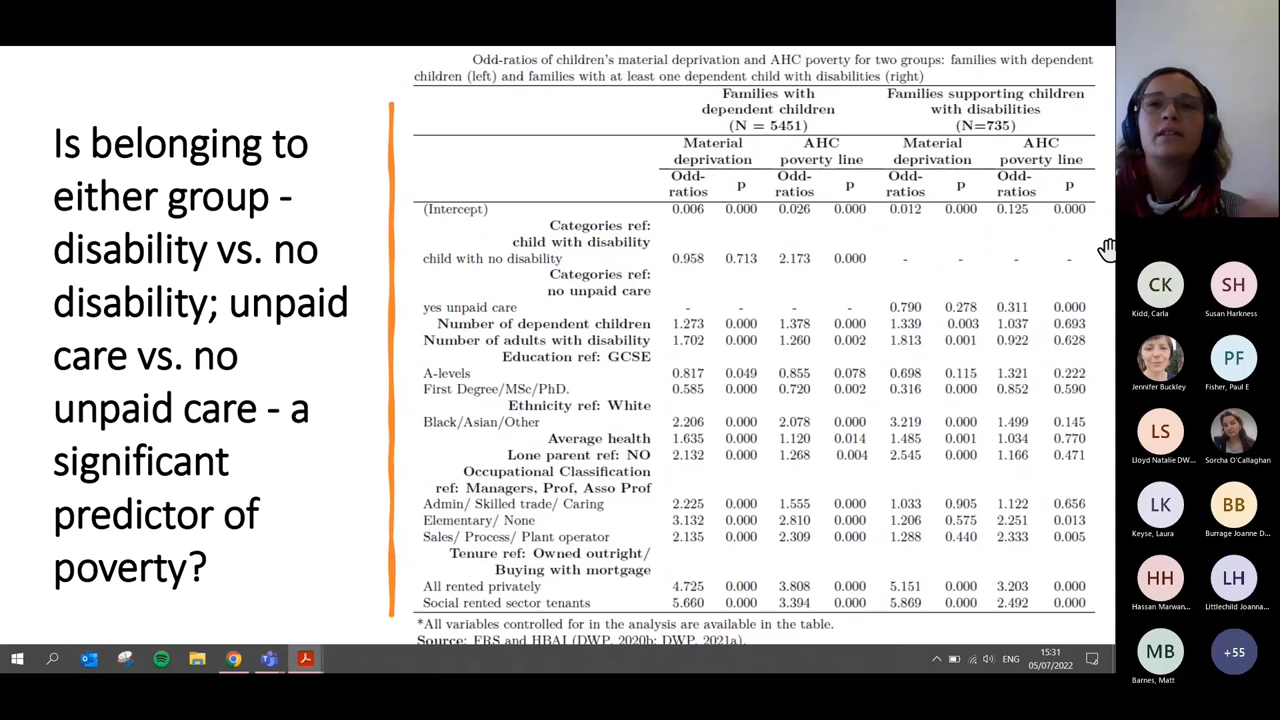 Is belonging to
either group -
disability vs. no
disability; unpaid
care vs. no
unpaid care - a
significant
predictor of
poverty?
Odd-ratios of children's material deprivation and AHC poverty for two groups: families with dependent
children (left) and families with at least one dependent child with disabilities (right)
Families with dependent children (N = 5451) Families supporting children with disabilities (N=735)
Material deprivation AHC poverty line Material deprivation AHC poverty line
Odd-ratios p Odd-ratios p Odd-ratios p Odd-ratios p
(Intercept) 0.006 0.000 0.026 0.000 0.012 0.000 0.125 0.000
Categories ref:
child with disability
child with no disability 0.958 0.713 2.173 0.000 - - - -
Categories ref:
no unpaid care
yes unpaid care - - - - 0.790 0.278 0.311 0.000
Number of dependent children 1.273 0.000 1.378 0.000 1.339 .003 1.037 0.693
Number of adults with disability 1.702 0.000 1.260 0.002 1.813 0.001 0.922 0.628
Education ref: GCSE
A-levels 0.817 0.049 0.855 0.078 0.698 0.115 1.321 0.222
First Degree/MSc/PhD. 0.585 0.000 0.720 0.002 0.316 0.000 0.852 0.590
Ethnicity ref: White
Black/Asian/Other 2.206 0.000 2.078 0.000 3.219 0.000 1.499 0.145
Average health 1.635 0.000 1.120 0.014 1.485 0.001 1.034 0.770
Lone parent ref: NO 2.132 0.000 1.268 0.004 2.545 0.000 1.166 0.471
Occupational Classification
ref: Managers, Prof, Asso Prof
Admin/ Skilled trade/ Caring 2.225 0.000 1.555 0.000 1.033 0.905 1.122 0.656
Elementary/ None 3.132 0.000 2.810 0.000 1.206 0.575 2.251 0.013
Sales/ Process/ Plant operator 2.135 0.000 2.309 0.000 1.288 0.440 2.333 0.005
Tenure ref: Owned outright/
Buying with mortgage
All rented privately 4.725 0.000 3.808 0.000 5.151 0.000 3.203 0.000
Social rented sector tenants 5.660 0.000 3.394 0.000 5.869 0.000 2.492 0.000
*All variables controlled for in the analysis are available in the table.
Source: FRS and HBAI (DWP, 2020b; DWP, 2021a).
CK SH
Kidd, Carla Susan Harkness
PF
Jennifer Buckley Fisher, Paul E
LS
Lloyd Natalie DW... Sorcha O'Callaghan
LK BB
Keyse, Laura Burrage Joanne D...
HH LH
Hassan Marwan... Littlechild Joanna...
MB +55
Barnes, Matt
ENG
15:31
05/07/2022